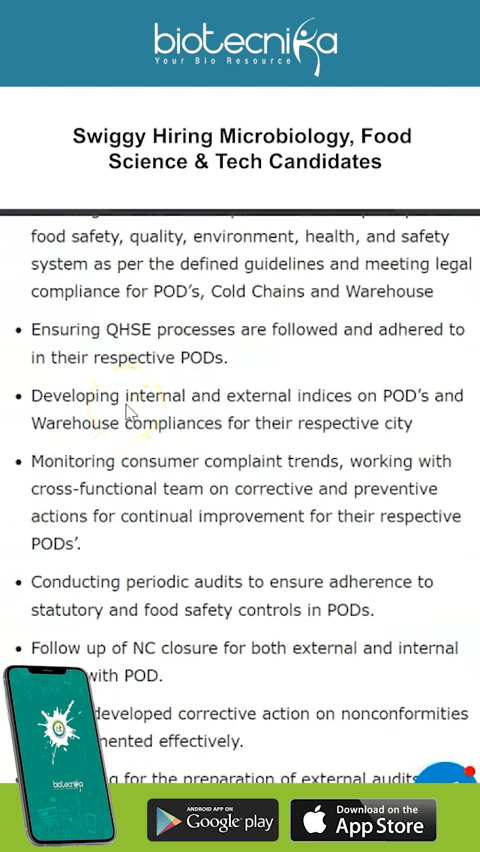 biotecnika
Your Bio Resource
Swiggy Hiring Microbiology, Food
Science & Tech Candidates
food safety, quality, environment, health, and safety
system as per the defined guidelines and meeting legal
compliance for POD's, Cold Chains and Warehouse
• Ensuring QHSE processes are followed and adhered to
in their respective PODs.
• Developing internal and external indices on POD's and
Warehouse compliances for their respective city
• Monitoring consumer complaint trends, working with
cross-functional team on corrective and preventive
actions for continual improvement for their respective
PODs'.
• Conducting periodic audits to ensure adherence to
statutory and food safety controls in PODs.
• Follow up of NC closure for both external and internal
with POD.
developed corrective action on nonconformities
mented effectively.
for the preparation of external audits
biotecnika
ANDROID APP ON
Google play
Download on the
App Store